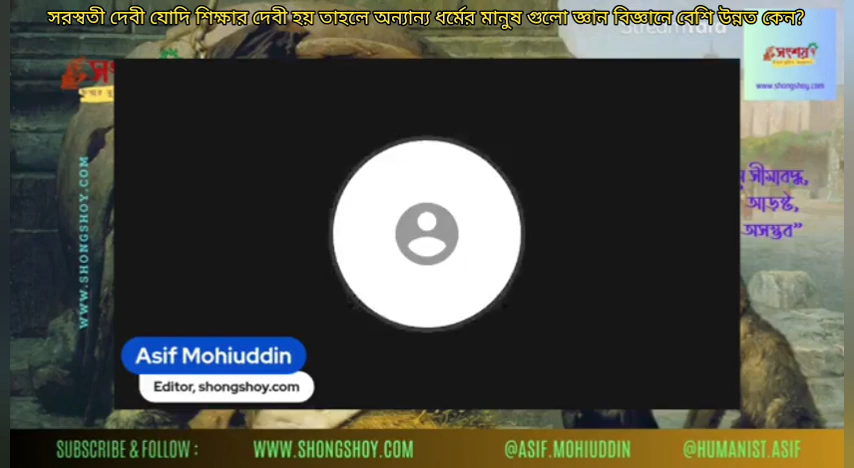 সরস্বতী দেবী যোদি শিক্ষার দেবী হয় তাহলে অন্যান্য ধর্মের মানুষ গুলো জ্ঞান বিজ্ঞানে বেশি উন্নত কেন?
StreamYard
সংশয়
www.shongshoy.com
WWW.SHONGSHOY.COM
সীমাবদ্ধ,
আড়ষ্ট,
অসম্ভব”
Asif Mohiuddin
Editor, shongshoy.com
SUBSCRIBE & FOLLOW :
WWW.SHONGSHOY.COM
@ASIF.MOHIUDDIN
@HUMANIST.ASIF